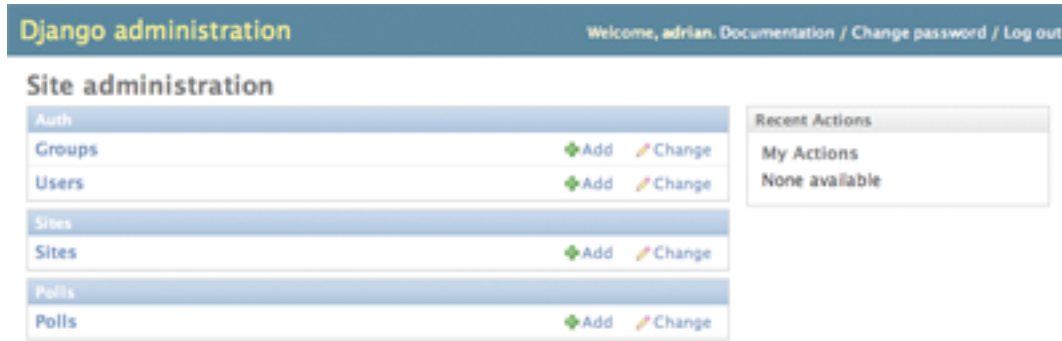 Django administration
Welcome, adrian. Documentation / Change password / Log out
Site administration
Auth
Groups Add Change
Users Add Change
Sites
Sites Add Change
Polls
Polls Add Change
Recent Actions
My Actions
None available